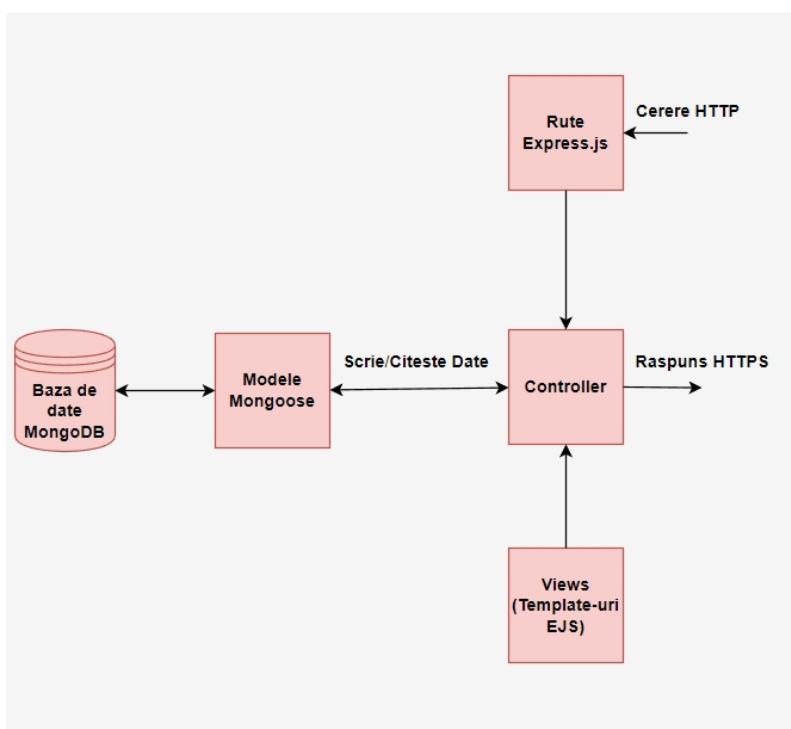 Rute
Express.js
Cerere HTTP
Baza de
date
MongoDB
Modele
Mongoose
Scrie/Citeste Date
Controller
Raspuns HTTPS
Views
(Template-uri
EJS)